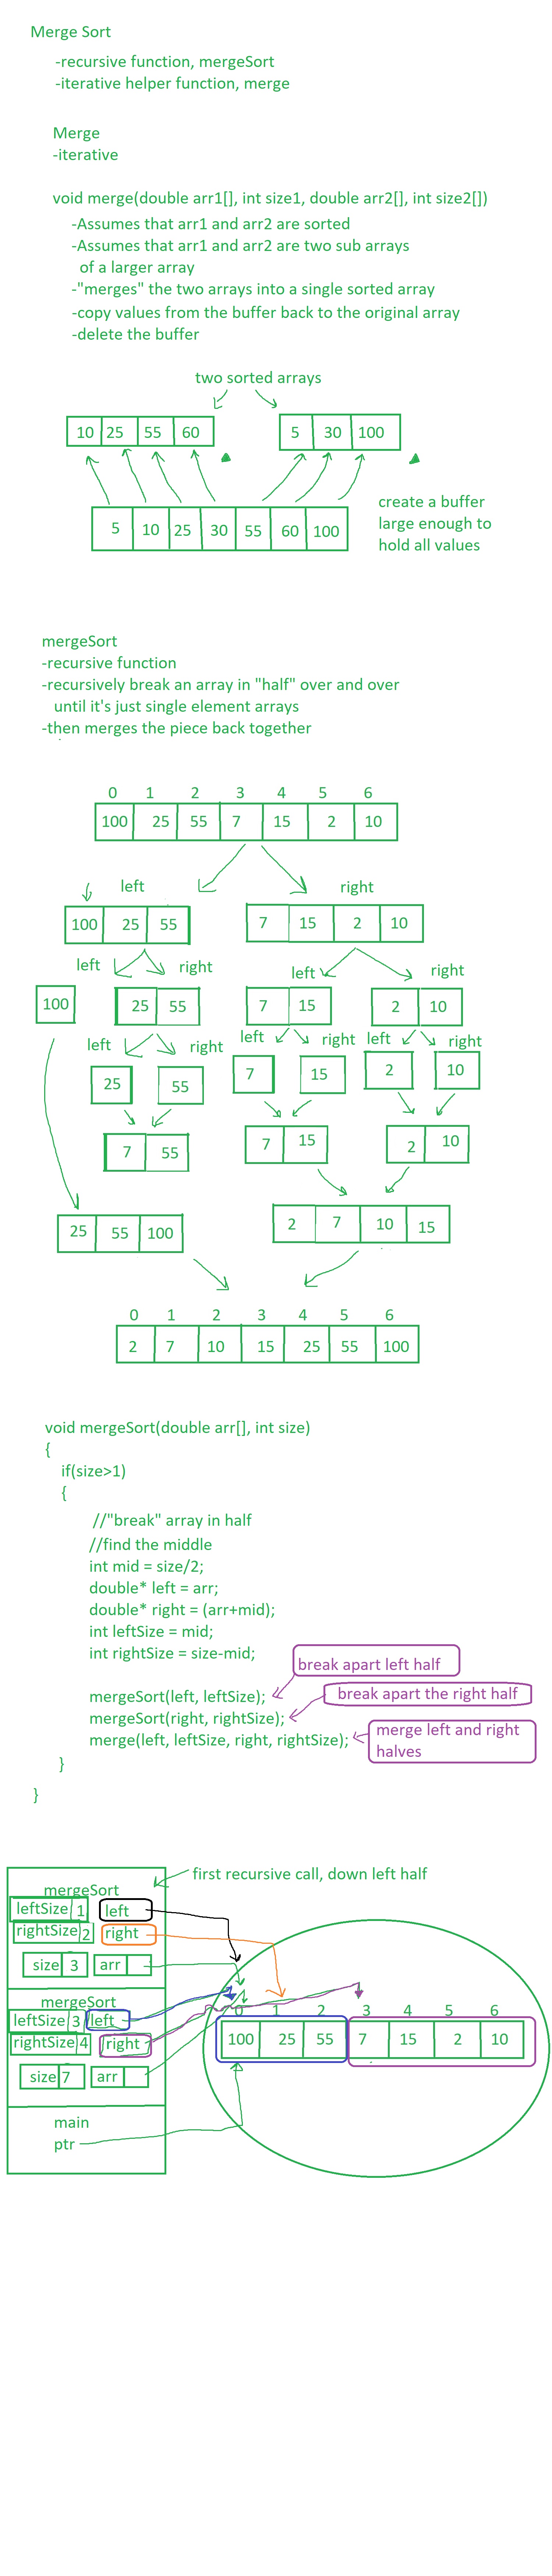 Merge Sort
-recursive function, mergeSort
-iterative helper function, merge
Merge
-iterative
void merge(double arr1[], int size1, double arr2[], int size2[])
-Assumes that arr1 and arr2 are sorted
-Assumes that arr1 and arr2 are two sub arrays
of a larger array
-"merges" the two arrays into a single sorted array
-copy values from the buffer back to the original array
-delete the buffer
two sorted arrays
10 25 55 60 5 30 100
create a buffer
large enough to
hold all values
5 10 25 30 55 60 100
mergeSort
-recursive function
-recursively break an array in "half" over and over
until it's just single element arrays
-then merges the piece back together
0 1 2 3 4 5 6
100 25 55 7 15 2 10
left right
100 25 55 7 15 2 10
left right left right
100 25 55 7 15 2 10
left right left right left right
25 55 7 15 2 10
7 55 7 15 2 10
25 55 100 2 7 10 15
0 1 2 3 4 5 6
2 7 10 15 25 55 100
void mergeSort(double arr[], int size)
{
if(size>1)
{
//"break" array in half
//find the middle
int mid = size/2;
double* left = arr;
double* right = (arr+mid);
int leftSize = mid;
int rightSize = size-mid;
break apart left half
mergeSort(left, leftSize);
break apart the right half
mergeSort(right, rightSize);
merge(left, leftSize, right, rightSize);
merge left and right
halves
}
}
first recursive call, down left half
mergeSort
leftSize 1 left
rightSize 2 right
size 3 arr
mergeSort
leftSize 3 left
rightSize 4 right
size 7 arr
0 1 2 3 4 5 6
100 25 55 7 15 2 10
main
ptr